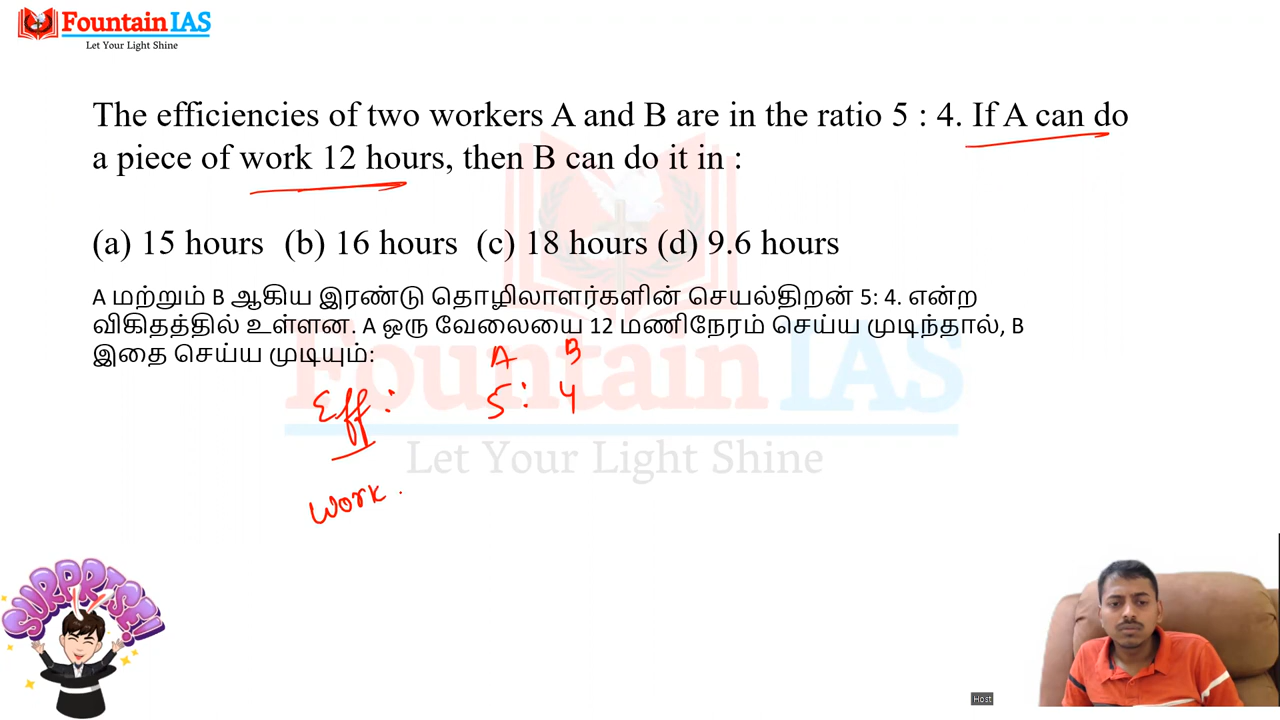 Fountain IAS
Let Your Light Shine
The efficiencies of two workers A and B are in the ratio 5 : 4. If A can do
a piece of work 12 hours, then B can do it in :
(a) 15 hours (b) 16 hours (c) 18 hours (d) 9.6 hours
A மற்றும் B ஆகிய இரண்டு தொழிலாளர்களின் செயல்திறன் 5: 4. என்ற
விகிதத்தில் உள்ளன. A ஒரு வேலையை 12 மணிநேரம் செய்ய முடிந்தால், B
இதை செய்ய முடியும்:
A B
Eff: 5: 4
Fountain IAS
Let Your Light Shine
Work .
SURPRISE!
Host